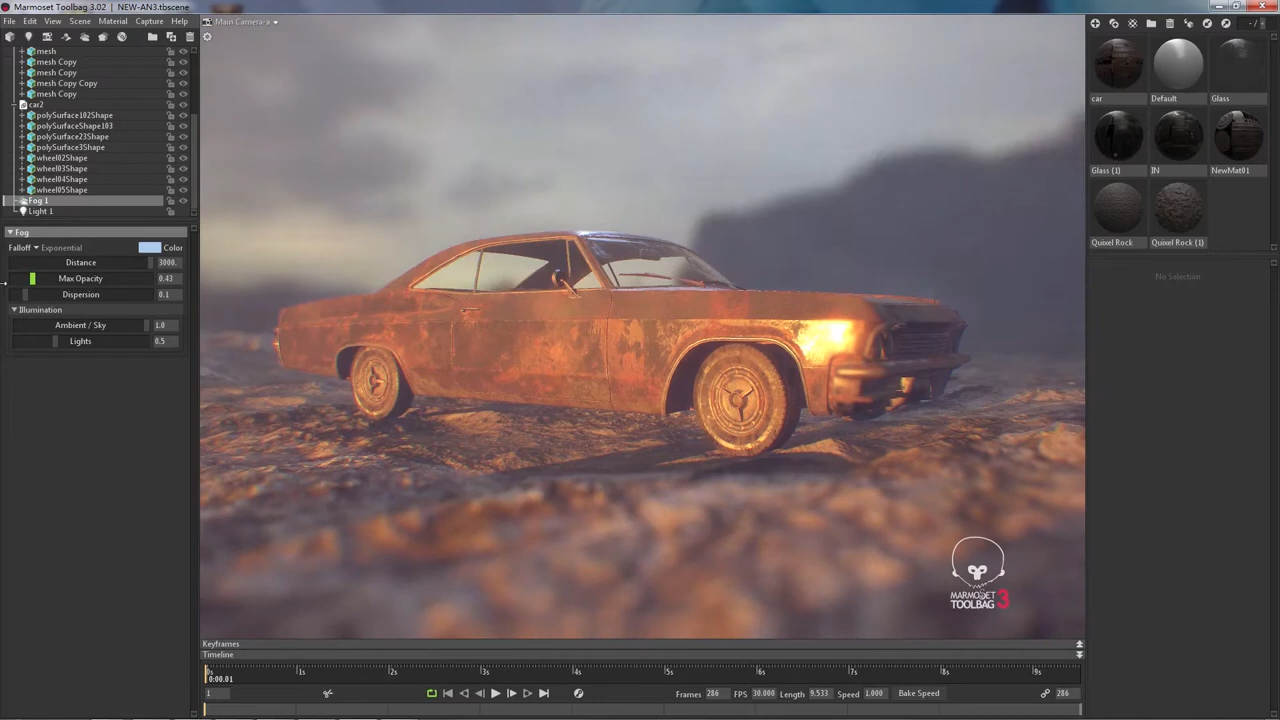 Marmoset Toolbag 3.02 | NEW-AN3.tbscene
File Edit View Scene Material Capture Help
Main Camera-a
mesh
mesh Copy
mesh Copy
mesh Copy Copy
mesh Copy
car2
polySurface102Shape
polySurfaceShape103
polySurface23Shape
polySurface3Shape
wheel02Shape
wheel03Shape
wheel04Shape
wheel05Shape
Fog 1
Light 1
Fog
Falloff Exponential Color
Distance 3000.
Max Opacity 0.43
Dispersion 0.1
Illumination
Ambient / Sky 1.0
Lights 0.5
car Default Glass
Glass (1) IN NewMat01
Quixel Rock Quixel Rock (1)
No Selection
MARMOSET
TOOLBAG 3
Keyframes
Timeline
0s 1s 2s 3s 4s 5s 6s 7s 8s 9s
0:00.01
1 Frames 286 FPS 30.000 Length 9.533 Speed 1.000 Bake Speed 286